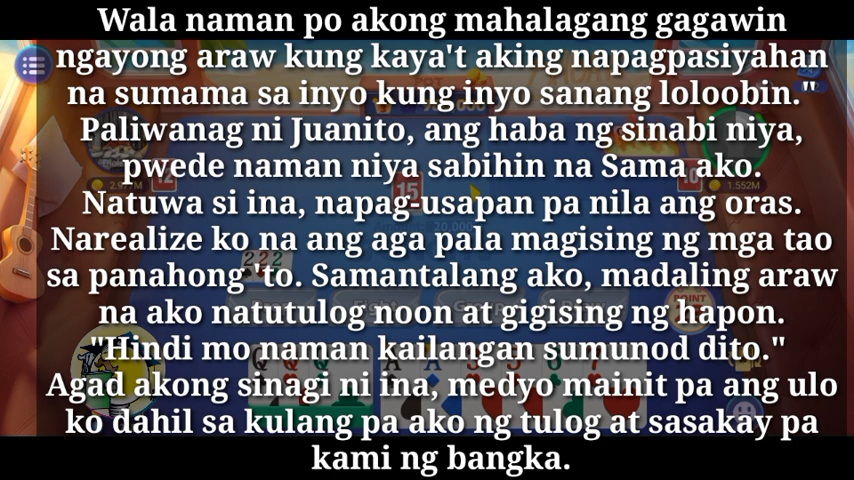 Wala naman po akong mahalagang gagawin
ngayong araw kung kaya't aking napagpasiyahan
na sumama sa inyo kung inyo sanang loloobin."
Paliwanag ni Juanito, ang haba ng sinabi niya,
pwede naman niya sabihin na Sama ako.
Natuwa si ina, napag-usapan pa nila ang oras.
Narealize ko na ang aga pala magising ng mga tao
sa panahong 'to. Samantalang ako, madaling araw
na ako natutulog noon at gigising ng hapon.
"Hindi mo naman kailangan sumunod dito."
Agad akong sinagi ni ina, medyo mainit pa ang ulo
ko dahil sa kulang pa ako ng tulog at sasakay pa
kami ng bangka.